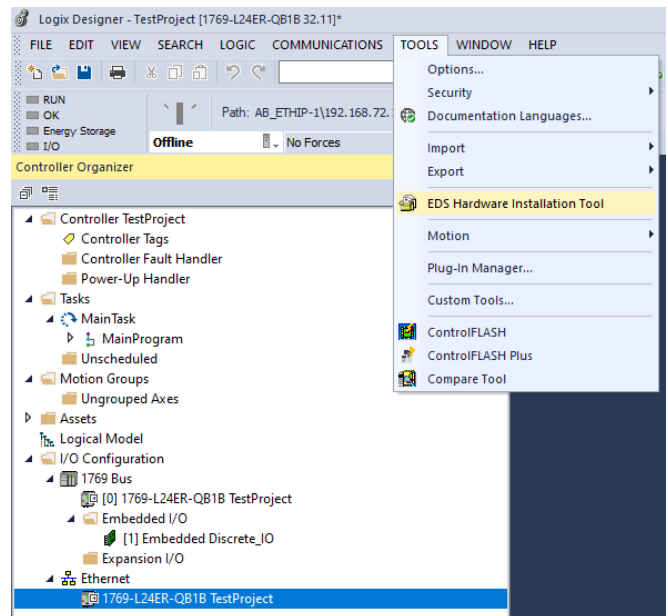 Logix Designer - TestProject [1769-L24ER-QB1B 32.11]*
FILE EDIT VIEW SEARCH LOGIC COMMUNICATIONS TOOLS WINDOW HELP
RUN
OK
Energy Storage
I/O
Path: AB_ETHIP-1\192.168.72.
Offline
No Forces
Controller Organizer
Controller TestProject
Controller Tags
Controller Fault Handler
Power-Up Handler
Tasks
MainTask
MainProgram
Unscheduled
Motion Groups
Ungrouped Axes
Assets
Logical Model
I/O Configuration
1769 Bus
[0] 1769-L24ER-QB1B TestProject
Embedded I/O
[1] Embedded Discrete_IO
Expansion I/O
Ethernet
1769-L24ER-QB1B TestProject
Options...
Security
Documentation Languages...
Import
Export
EDS Hardware Installation Tool
Motion
Plug-In Manager...
Custom Tools...
ControlFLASH
ControlFLASH Plus
Compare Tool